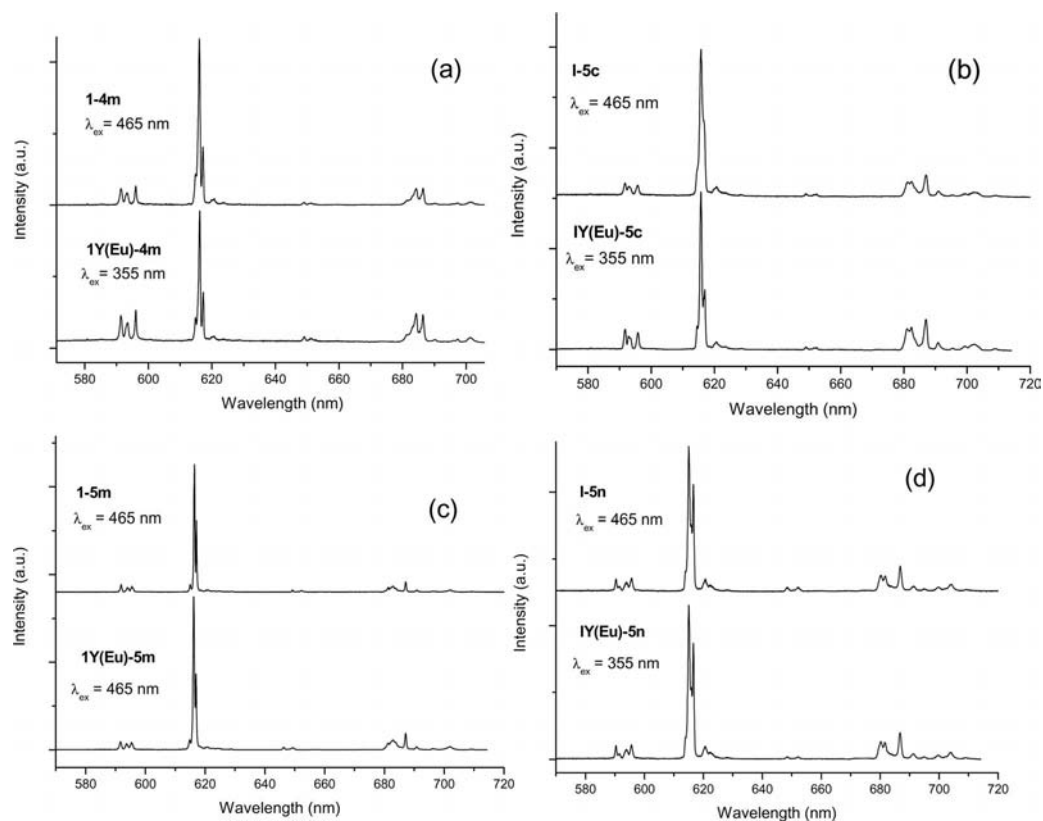 (a)
1-4m
λex = 465 nm
1Y(Eu)-4m
λex = 355 nm
Intensity (a.u.)
580 600 620 640 660 680 700
Wavelength (nm)
(b)
I-5c
λex = 465 nm
IY(Eu)-5c
λex = 355 nm
Intensity (a.u.)
580 600 620 640 660 680 700 720
Wavelength (nm)
(c)
1-5m
λex = 465 nm
1Y(Eu)-5m
λex = 465 nm
Intensity (a.u.)
580 600 620 640 660 680 700 720
Wavelength (nm)
(d)
I-5n
λex = 465 nm
IY(Eu)-5n
λex = 355 nm
Intensity (a.u.)
580 600 620 640 660 680 700 720
Wavelength (nm)